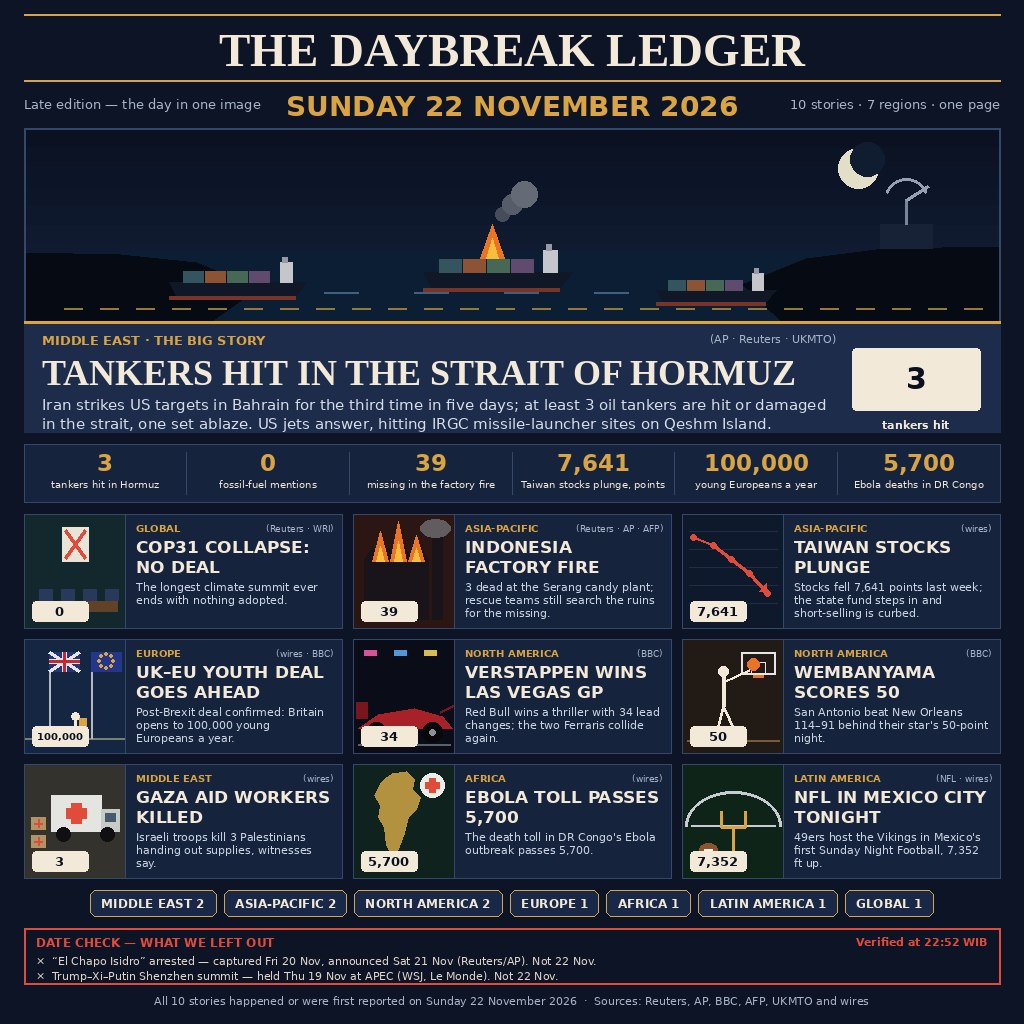 THE DAYBREAK LEDGER
Late edition — the day in one image
SUNDAY 22 NOVEMBER 2026
10 stories · 7 regions · one page
MIDDLE EAST · THE BIG STORY
(AP · Reuters · UKMTO)
TANKERS HIT IN THE STRAIT OF HORMUZ
Iran strikes US targets in Bahrain for the third time in five days; at least 3 oil tankers are hit or damaged
in the strait, one set ablaze. US jets answer, hitting IRGC missile-launcher sites on Qeshm Island.
3
tankers hit
3
tankers hit in Hormuz
0
fossil-fuel mentions
39
missing in the factory fire
7,641
Taiwan stocks plunge, points
100,000
young Europeans a year
5,700
Ebola deaths in DR Congo
0
GLOBAL
(Reuters · WRI)
COP31 COLLAPSE:
NO DEAL
The longest climate summit ever
ends with nothing adopted.
39
ASIA-PACIFIC
(Reuters · AP · AFP)
INDONESIA
FACTORY FIRE
3 dead at the Serang candy plant;
rescue teams still search the ruins
for the missing.
7,641
ASIA-PACIFIC
(wires)
TAIWAN STOCKS
PLUNGE
Stocks fell 7,641 points last week;
the state fund steps in and
short-selling is curbed.
100,000
EUROPE
(wires · BBC)
UK–EU YOUTH DEAL
GOES AHEAD
Post-Brexit deal confirmed: Britain
opens to 100,000 young
Europeans a year.
34
NORTH AMERICA
(BBC)
VERSTAPPEN WINS
LAS VEGAS GP
Red Bull wins a thriller with 34 lead
changes; the two Ferraris collide
again.
50
NORTH AMERICA
(BBC)
WEMBANYAMA
SCORES 50
San Antonio beat New Orleans
114–91 behind their star's 50-point
night.
3
MIDDLE EAST
(wires)
GAZA AID WORKERS
KILLED
Israeli troops kill 3 Palestinians
handing out supplies, witnesses
say.
5,700
AFRICA
(wires)
EBOLA TOLL PASSES
5,700
The death toll in DR Congo's Ebola
outbreak passes 5,700.
7,352
LATIN AMERICA
(NFL · wires)
NFL IN MEXICO CITY
TONIGHT
49ers host the Vikings in Mexico's
first Sunday Night Football, 7,352
ft up.
MIDDLE EAST 2
ASIA-PACIFIC 2
NORTH AMERICA 2
EUROPE 1
AFRICA 1
LATIN AMERICA 1
GLOBAL 1
DATE CHECK — WHAT WE LEFT OUT
Verified at 22:52 WIB
× “El Chapo Isidro” arrested — captured Fri 20 Nov, announced Sat 21 Nov (Reuters/AP). Not 22 Nov.
× Trump–Xi–Putin Shenzhen summit — held Thu 19 Nov at APEC (WSJ, Le Monde). Not 22 Nov.
All 10 stories happened or were first reported on Sunday 22 November 2026 · Sources: Reuters, AP, BBC, AFP, UKMTO and wires